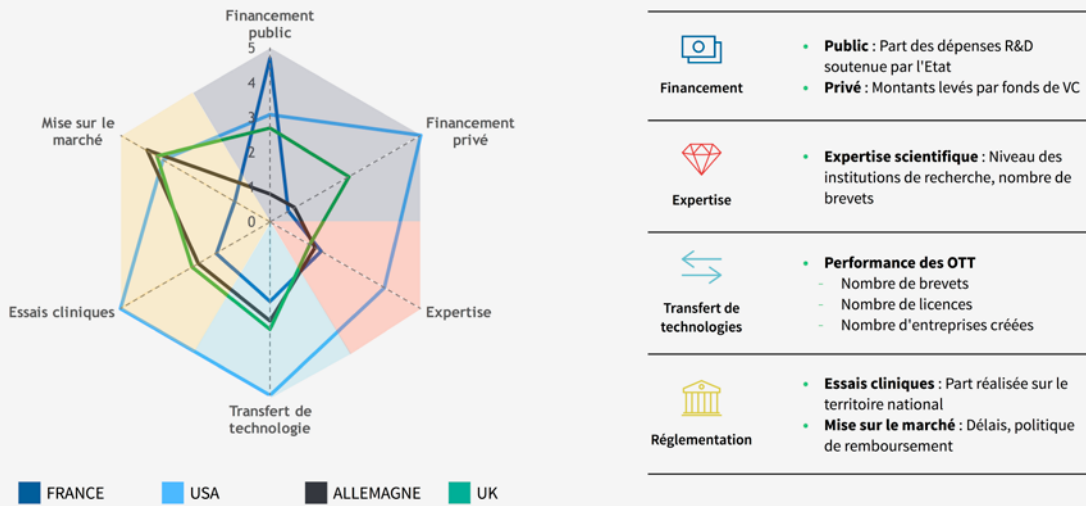 Financement
public
5
4
3
2
1
0
Financement
privé
Mise sur le
marché
Essais cliniques
Expertise
Transfert de
technologie
FRANCE
USA
ALLEMAGNE
UK
Financement
• Public : Part des dépenses R&D
soutenue par l'Etat
• Privé : Montants levés par fonds de VC
Expertise
• Expertise scientifique : Niveau des
institutions de recherche, nombre de
brevets
Transfert de
technologies
• Performance des OTT
- Nombre de brevets
- Nombre de licences
- Nombre d'entreprises créées
Réglementation
• Essais cliniques : Part réalisée sur le
territoire national
• Mise sur le marché : Délais, politique
de remboursement